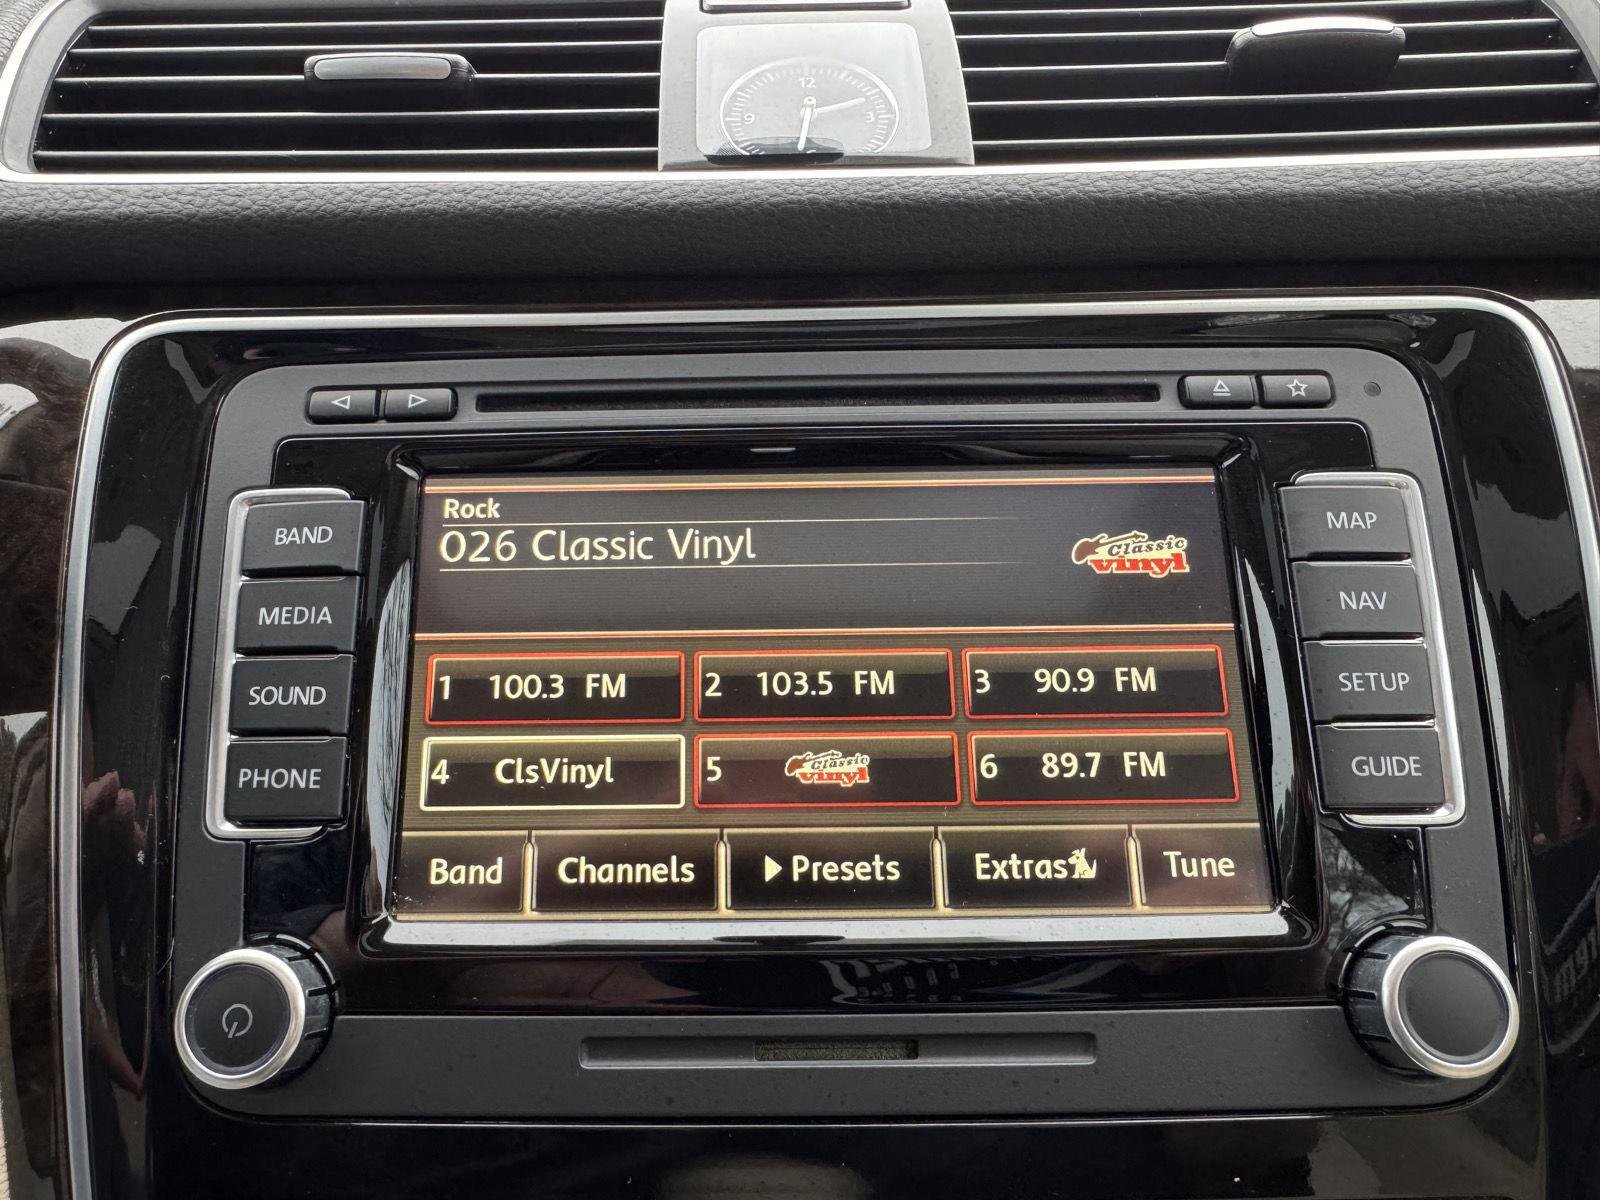 12
9
3
Rock
026 Classic Vinyl
Classic
vinyl
BAND
MEDIA
SOUND
PHONE
MAP
NAV
SETUP
GUIDE
1 100.3 FM
2 103.5 FM
3 90.9 FM
4 ClsVinyl
5 Classic
vinyl
6 89.7 FM
Band
Channels
Presets
Extras
Tune